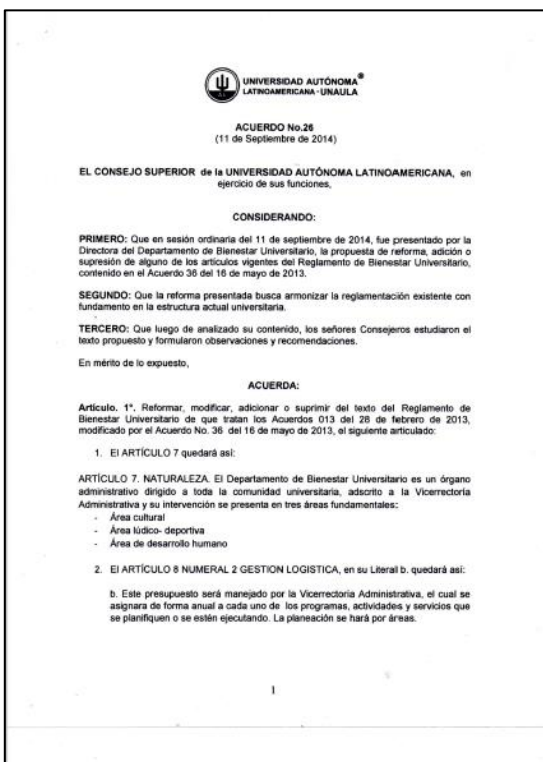 UNIVERSIDAD AUTÓNOMA®
LATINOAMERICANA - UNAULA
ACUERDO No.26
(11 de Septiembre de 2014)
EL CONSEJO SUPERIOR de la UNIVERSIDAD AUTÓNOMA LATINOAMERICANA, en
ejercicio de sus funciones,
CONSIDERANDO:
PRIMERO: Que en sesión ordinaria del 11 de septiembre de 2014, fue presentado por la
Directora del Departamento de Bienestar Universitario, la propuesta de reforma, adición o
supresión de alguno de los artículos vigentes del Reglamento de Bienestar Universitario,
contenido en el Acuerdo 36 del 16 de mayo de 2013.
SEGUNDO: Que la reforma presentada busca armonizar la reglamentación existente con
fundamento en la estructura actual universitaria.
TERCERO: Que luego de analizado su contenido, los señores Consejeros estudiaron el
texto propuesto y formularon observaciones y recomendaciones.
En mérito de lo expuesto,
ACUERDA:
Artículo. 1°. Reformar, modificar, adicionar o suprimir del texto del Reglamento de
Bienestar Universitario de que tratan los Acuerdos 013 del 28 de febrero de 2013,
modificado por el Acuerdo No. 36 del 16 de mayo de 2013, el siguiente articulado:
1. El ARTÍCULO 7 quedará así:
ARTÍCULO 7. NATURALEZA. El Departamento de Bienestar Universitario es un órgano
administrativo dirigido a toda la comunidad universitaria, adscrito a la Vicerrectoría
Administrativa y su intervención se presenta en tres áreas fundamentales:
- Área cultural
- Área lúdico- deportiva
- Área de desarrollo humano
2. El ARTÍCULO 8 NUMERAL 2 GESTION LOGISTICA, en su Literall b. quedará así:
b. Este presupuesto será manejado por la Vicerrectoría Administrativa, el cual se
asignara de forma anual a cada uno de los programas, actividades y servicios que
se planifiquen o se estén ejecutando. La planeación se hará por áreas.
1